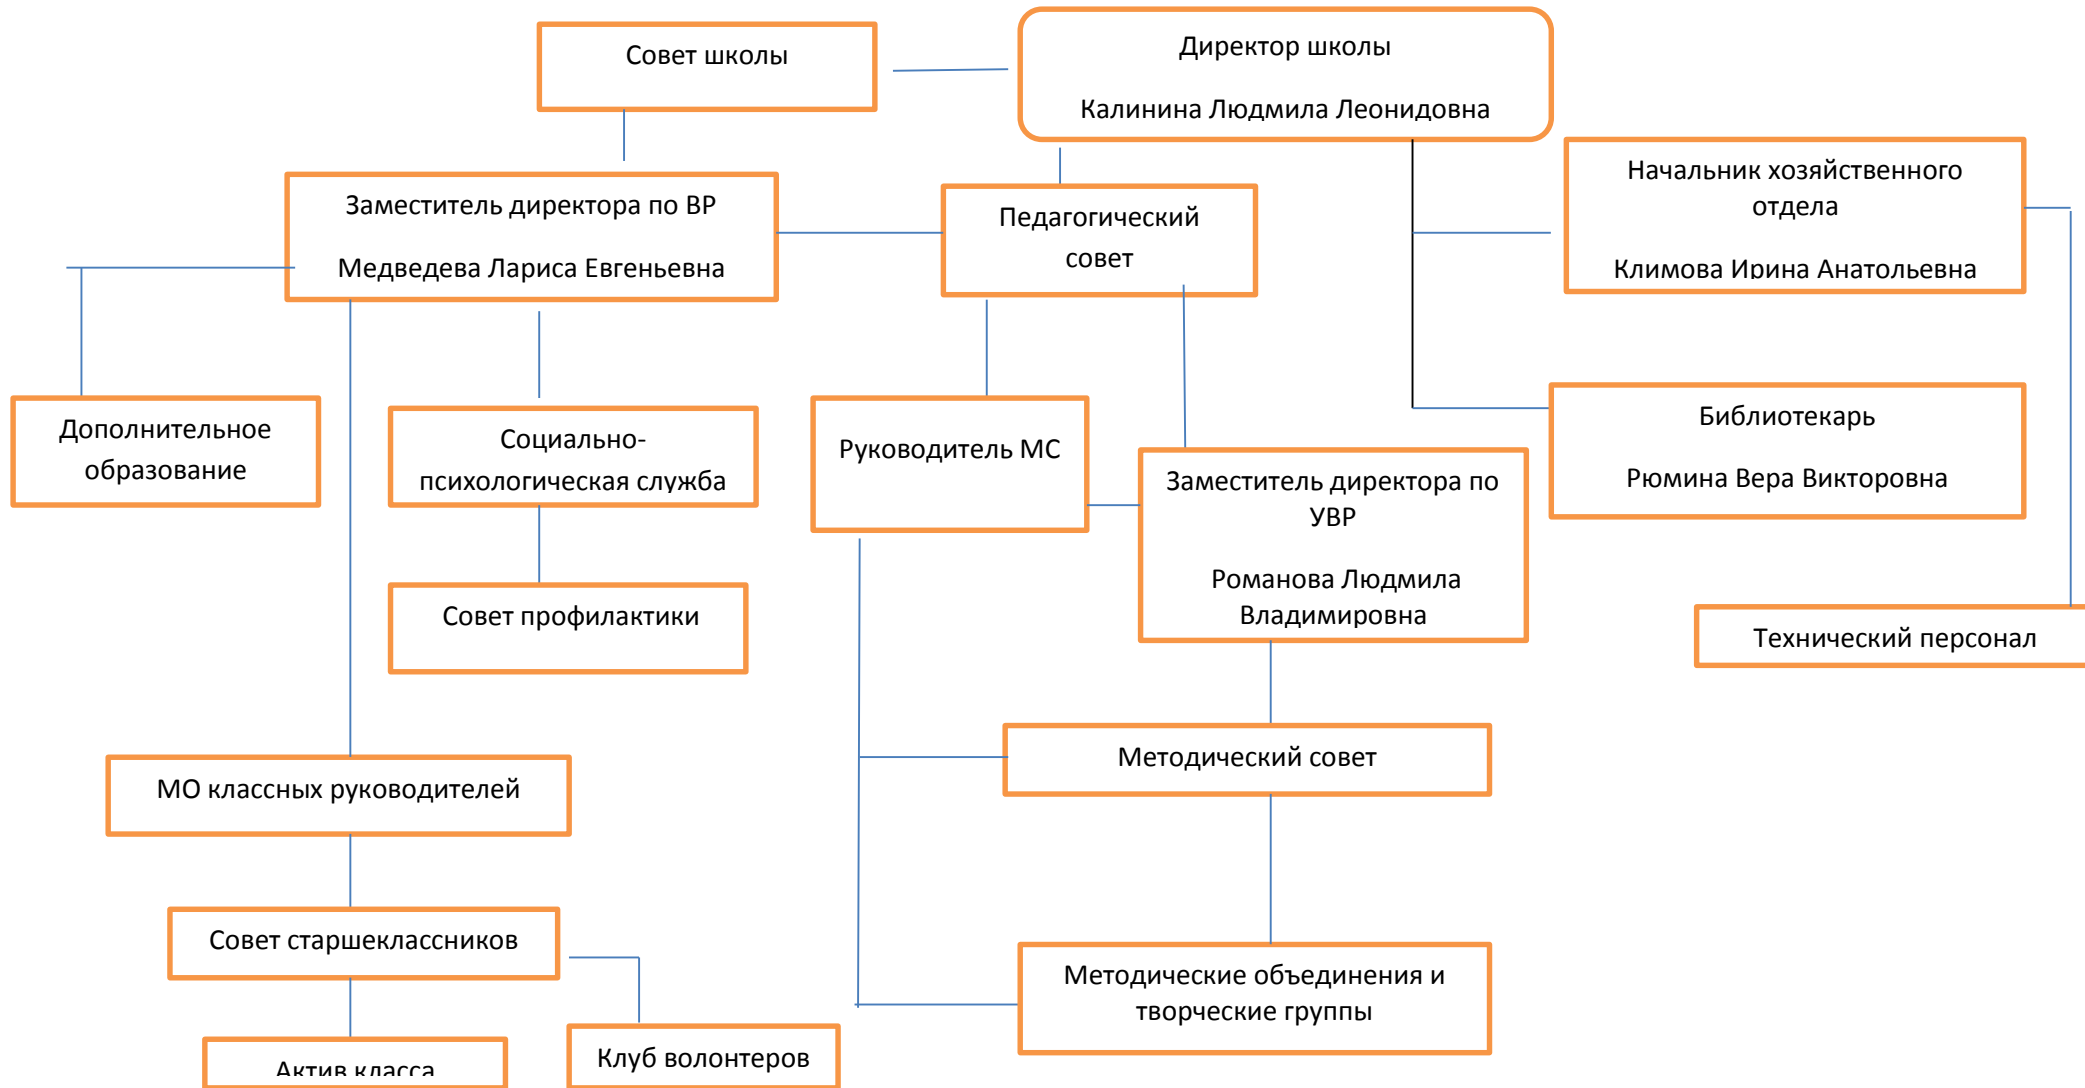 Совет школы
Директор школы
Калинина Людмила Леонидовна
Заместитель директора по ВР
Медведева Лариса Евгеньевна
Педагогический
совет
Начальник хозяйственного
отдела
Климова Ирина Анатольевна
Дополнительное
образование
Социально-
психологическая служба
Руководитель МС
Заместитель директора по
УВР
Романова Людмила
Владимировна
Библиотекарь
Рюмина Вера Викторовна
Совет профилактики
Технический персонал
Методический совет
МО классных руководителей
Совет старшеклассников
Методические объединения и
творческие группы
Актив класса
Клуб волонтеров